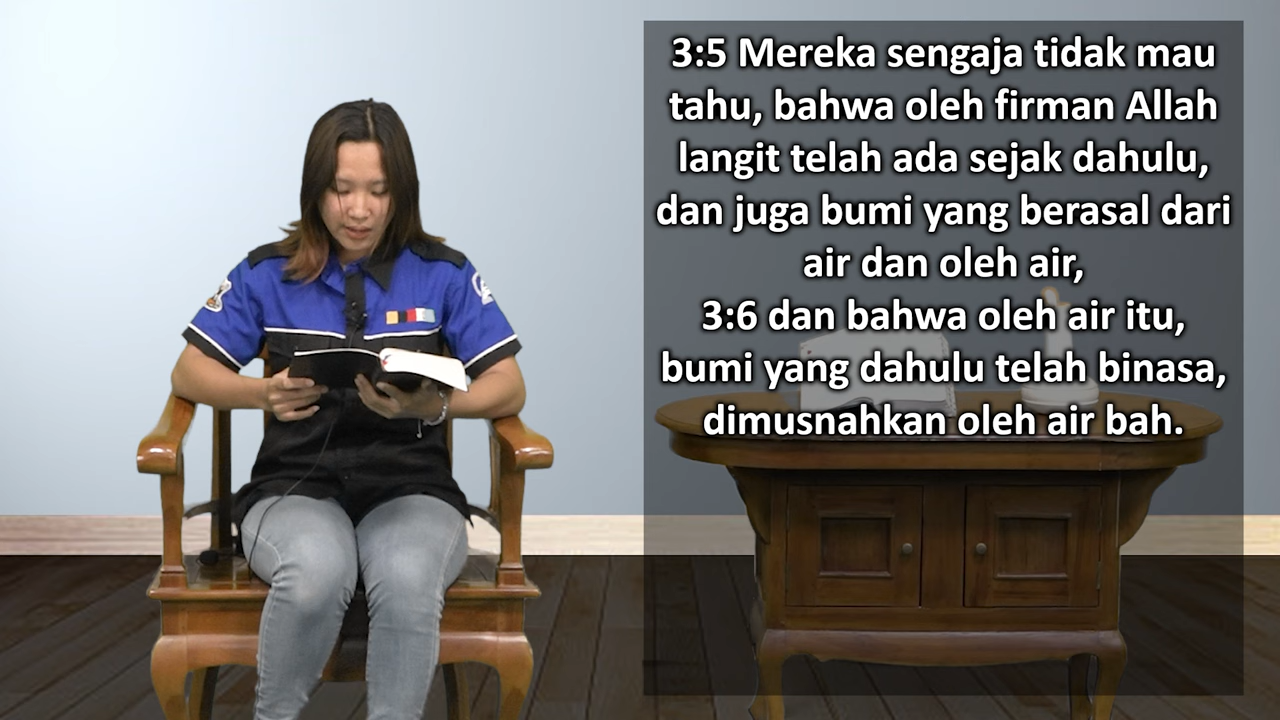 3:5 Mereka sengaja tidak mau
tahu, bahwa oleh firman Allah
langit telah ada sejak dahulu,
dan juga bumi yang berasal dari
air dan oleh air,
3:6 dan bahwa oleh air itu,
bumi yang dahulu telah binasa,
dimusnahkan oleh air bah.